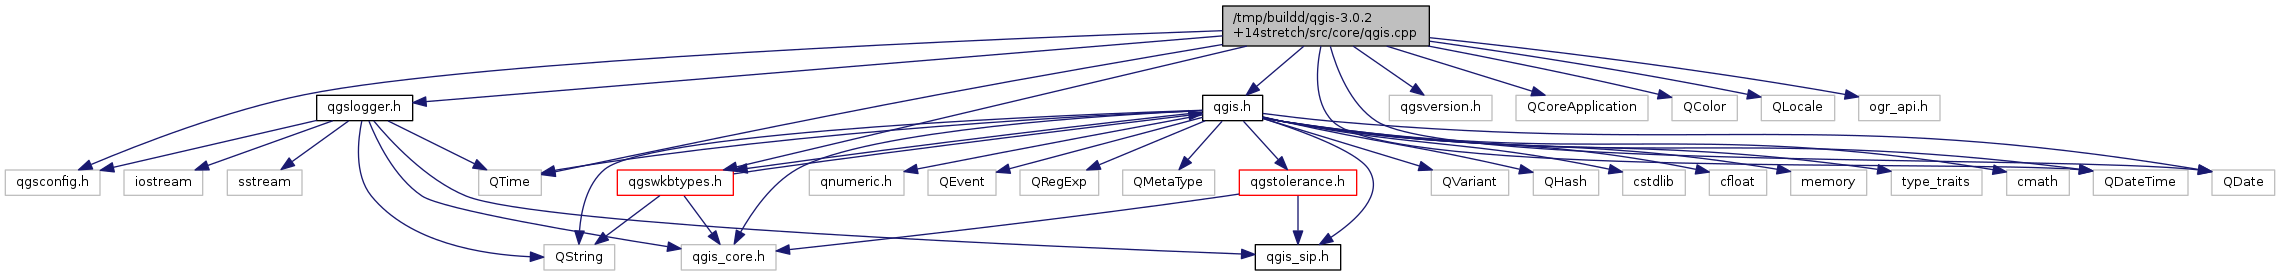 /tmp/buildd/qgis-3.0.2
+14stretch/src/core/qgis.cpp
qgslogger.h
qgis.h
qgsversion.h
QCoreApplication
QColor
QLocale
ogr_api.h
qgsconfig.h
iostream
sstream
QTime
qgswkbtypes.h
qnumeric.h
QEvent
QRegExp
QMetaType
qgstolerance.h
QVariant
QHash
cstdlib
cfloat
memory
type_traits
cmath
QDateTime
QDate
QString
qgis_core.h
qgis_sip.h